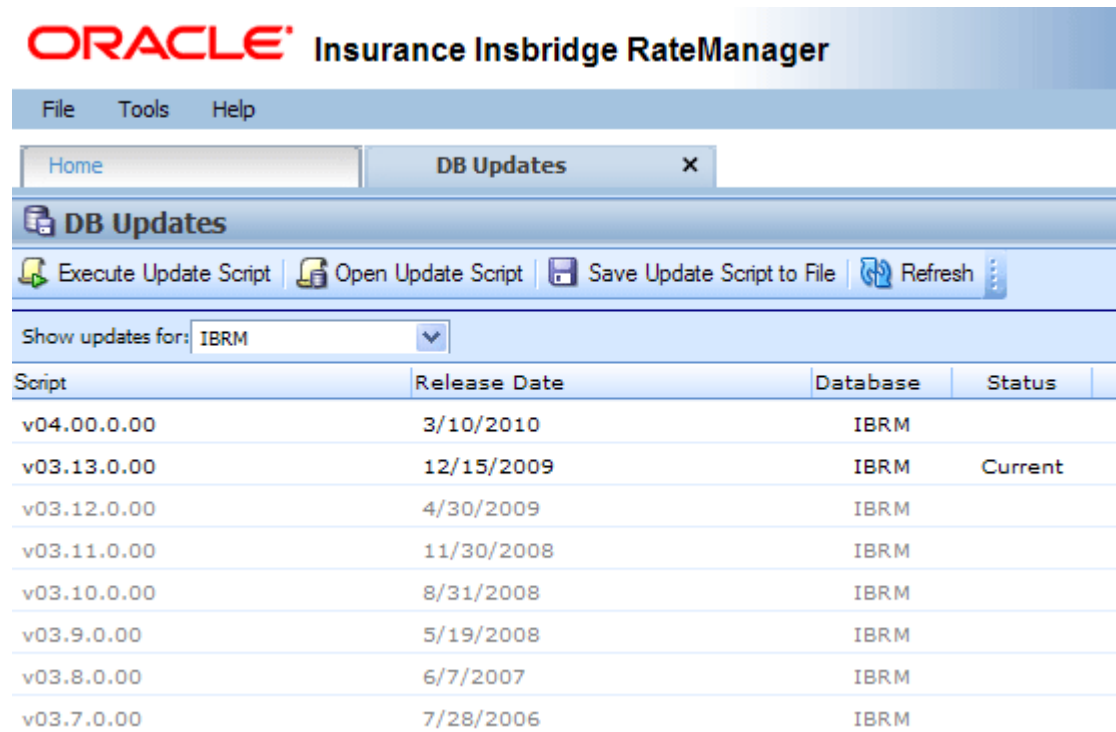 ORACLE Insurance Insbridge RateManager
File Tools Help
Home DB Updates x
DB Updates
Execute Update Script Open Update Script Save Update Script to File Refresh
Show updates for: IBRM
Script Release Date Database Status
v04.00.0.00 3/10/2010 IBRM
v03.13.0.00 12/15/2009 IBRM Current
v03.12.0.00 4/30/2009 IBRM
v03.11.0.00 11/30/2008 IBRM
v03.10.0.00 8/31/2008 IBRM
v03.9.0.00 5/19/2008 IBRM
v03.8.0.00 6/7/2007 IBRM
v03.7.0.00 7/28/2006 IBRM